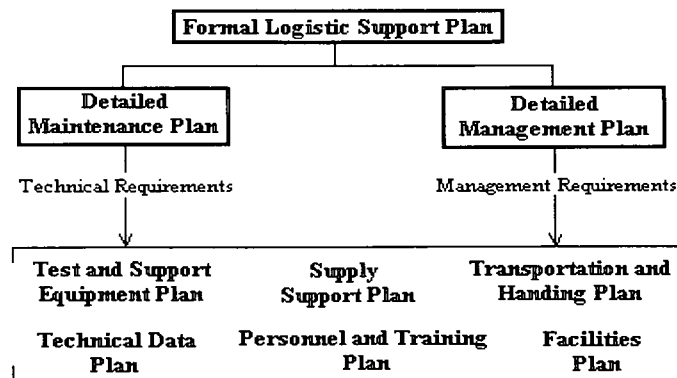 Formal Logistic Support Plan
Detailed
Maintenance Plan
Detailed
Management Plan
Technical Requirements
Management Requirements
Test and Support
Equipment Plan
Supply
Support Plan
Transportation and
Handing Plan
Technical Data
Plan
Personnel and Training
Plan
Facilities
Plan